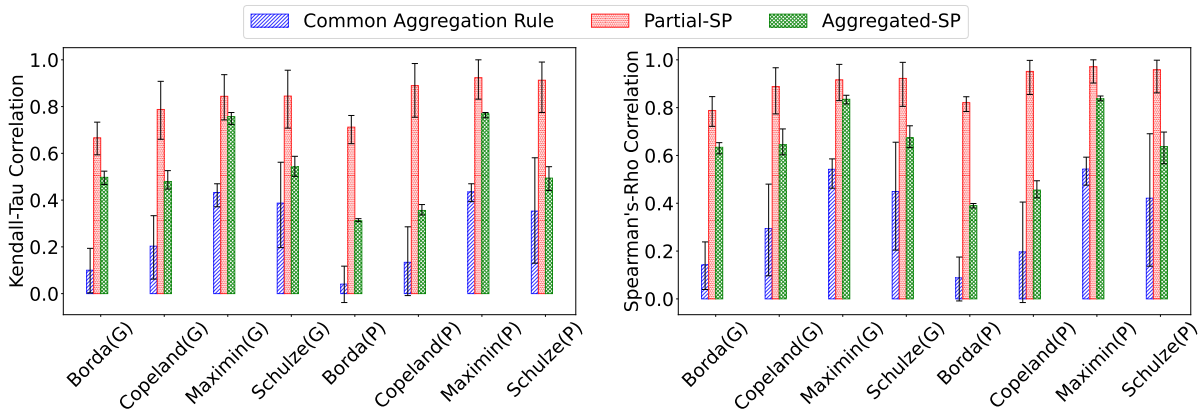 Common Aggregation Rule Partial-SP Aggregated-SP
Kendall-Tau Correlation
1.0
0.8
0.6
0.4
0.2
0.0
Borda(G) Copeland(G) Maximin(G) Schulze(G) Borda(P) Copeland(P) Maximin(P) Schulze(P)
Spearman's-Rho Correlation
1.0
0.8
0.6
0.4
0.2
0.0
Borda(G) Copeland(G) Maximin(G) Schulze(G) Borda(P) Copeland(P) Maximin(P) Schulze(P)